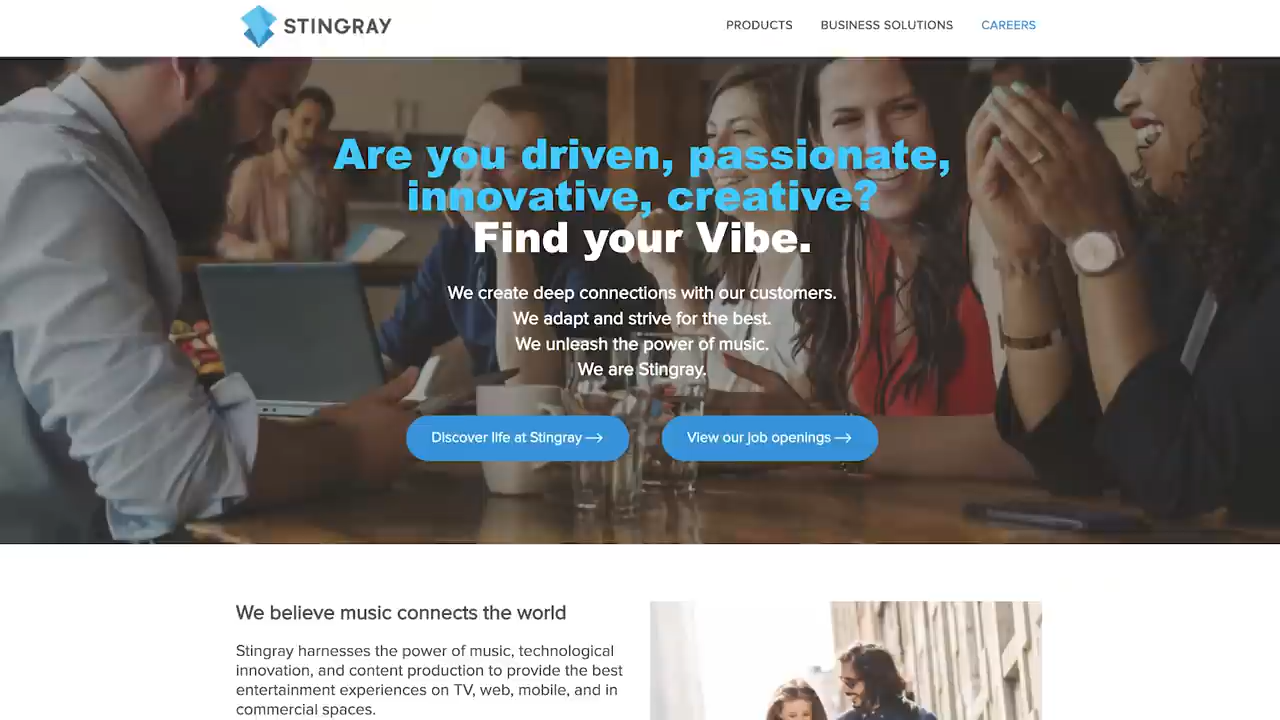 STINGRAY
PRODUCTS
BUSINESS SOLUTIONS
CAREERS
Are you driven, passionate,
innovative, creative?
Find your Vibe.
We create deep connections with our customers.
We adapt and strive for the best.
We unleash the power of music.
We are Stingray.
Discover life at Stingray →
View our job openings →
We believe music connects the world
Stingray harnesses the power of music, technological
innovation, and content production to provide the best
entertainment experiences on TV, web, mobile, and in
commercial spaces.